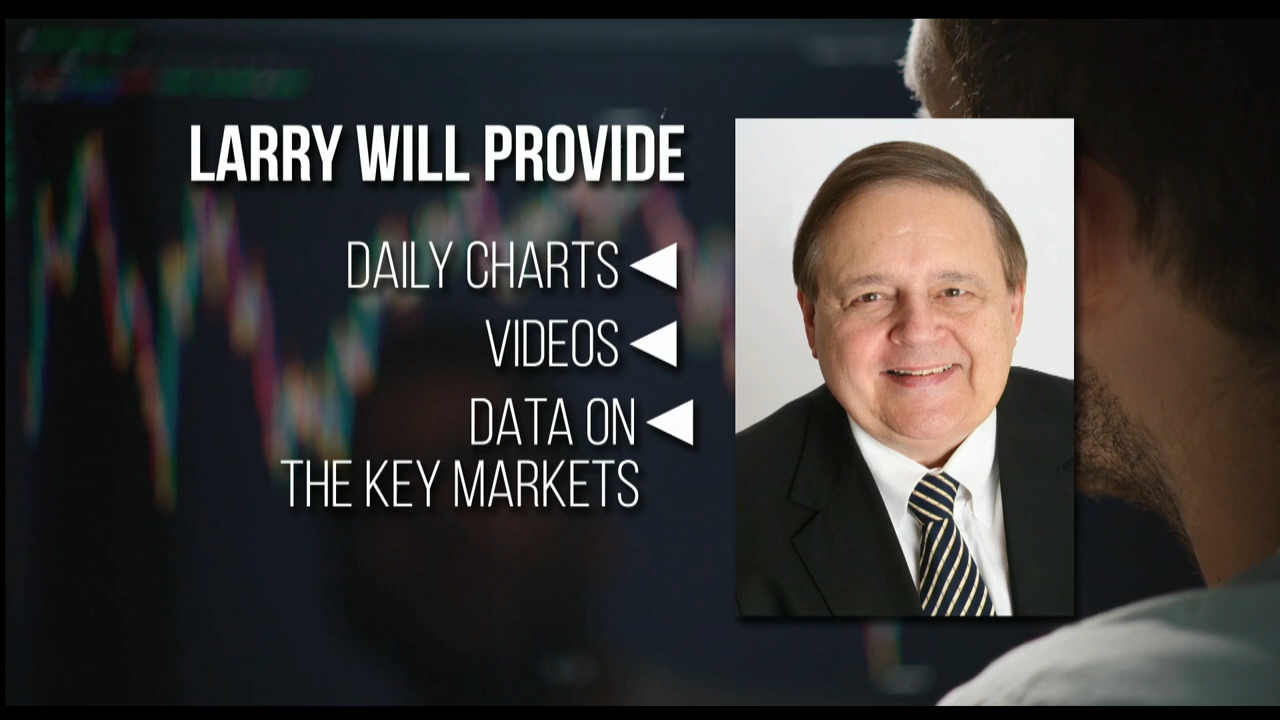 LARRY WILL PROVIDE
DAILY CHARTS
VIDEOS
DATA ON
THE KEY MARKETS